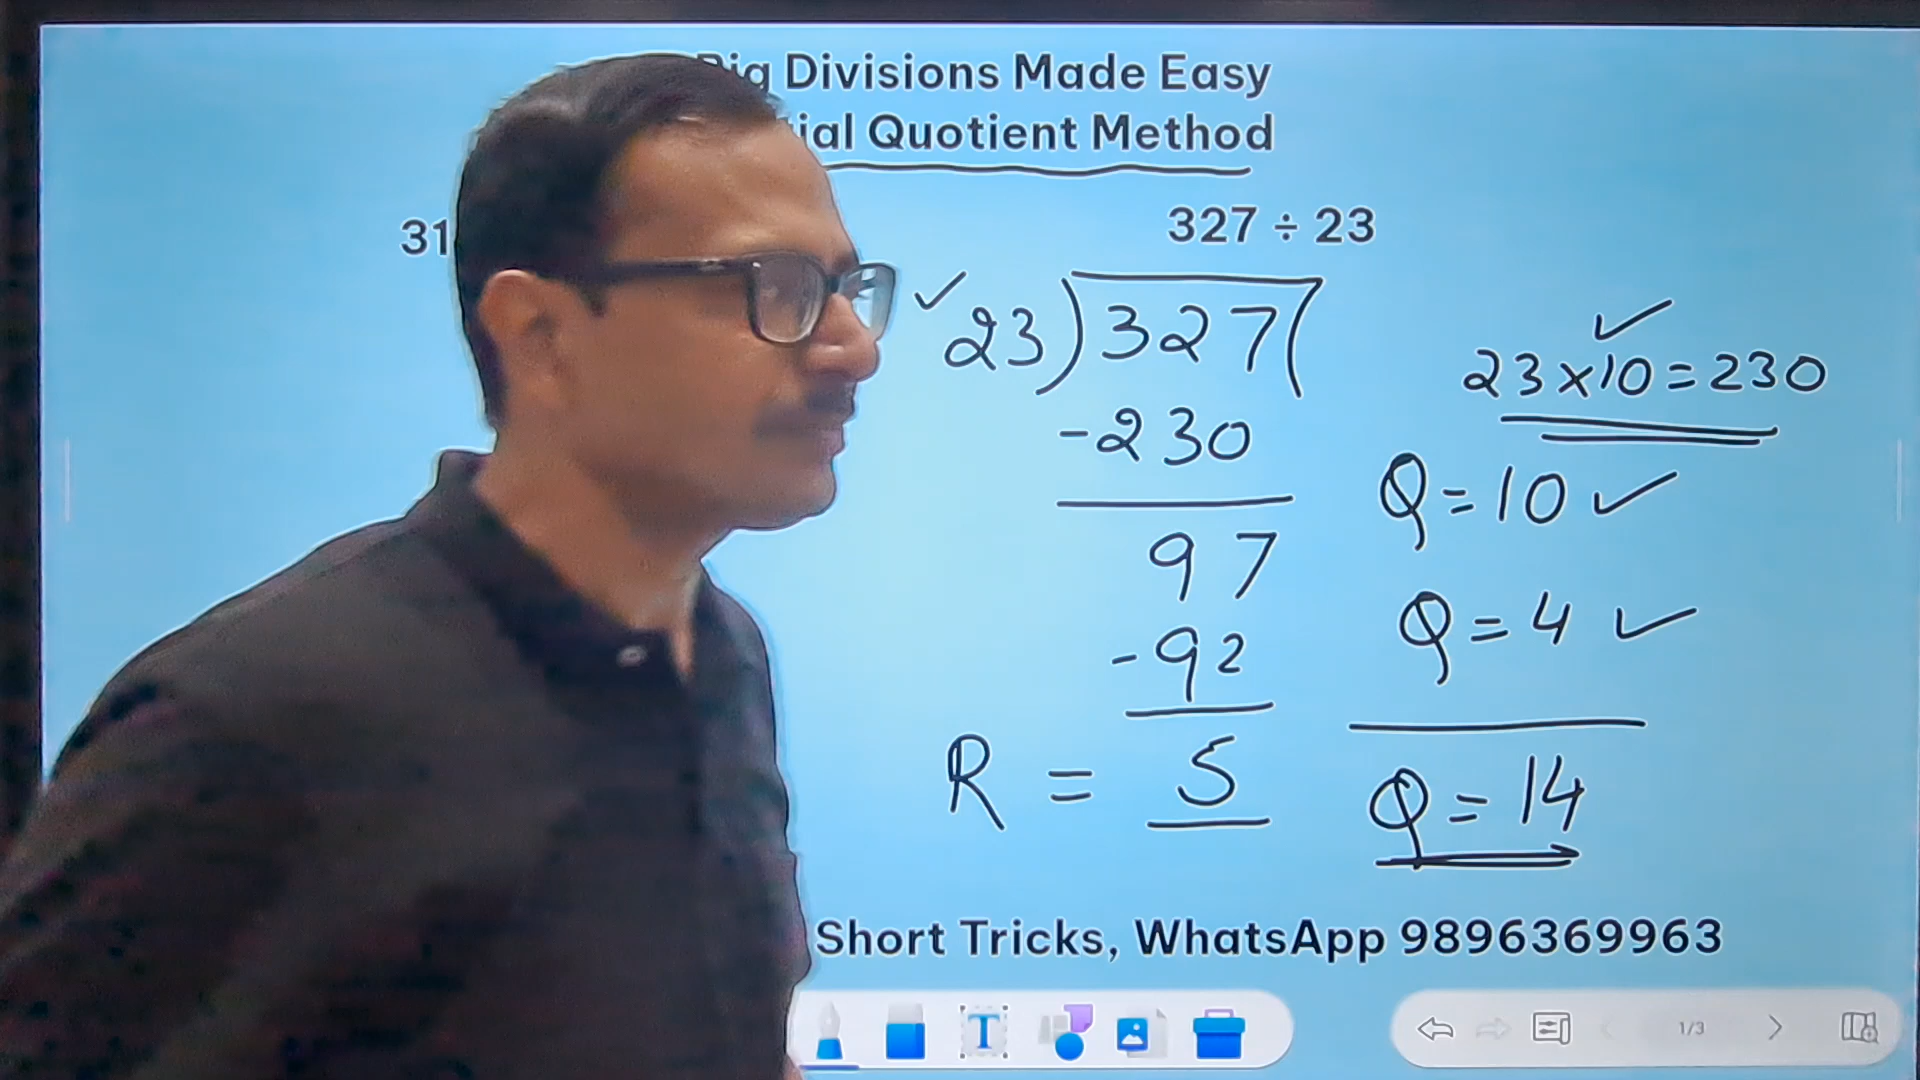 Big Divisions Made Easy
Quotient Method
31
327 ÷ 23
23)327(
23×10=230
-230
Q=10
97
Q=4
-92
R = 5
Q=14
Short Tricks, WhatsApp 9896369963
T
1/3